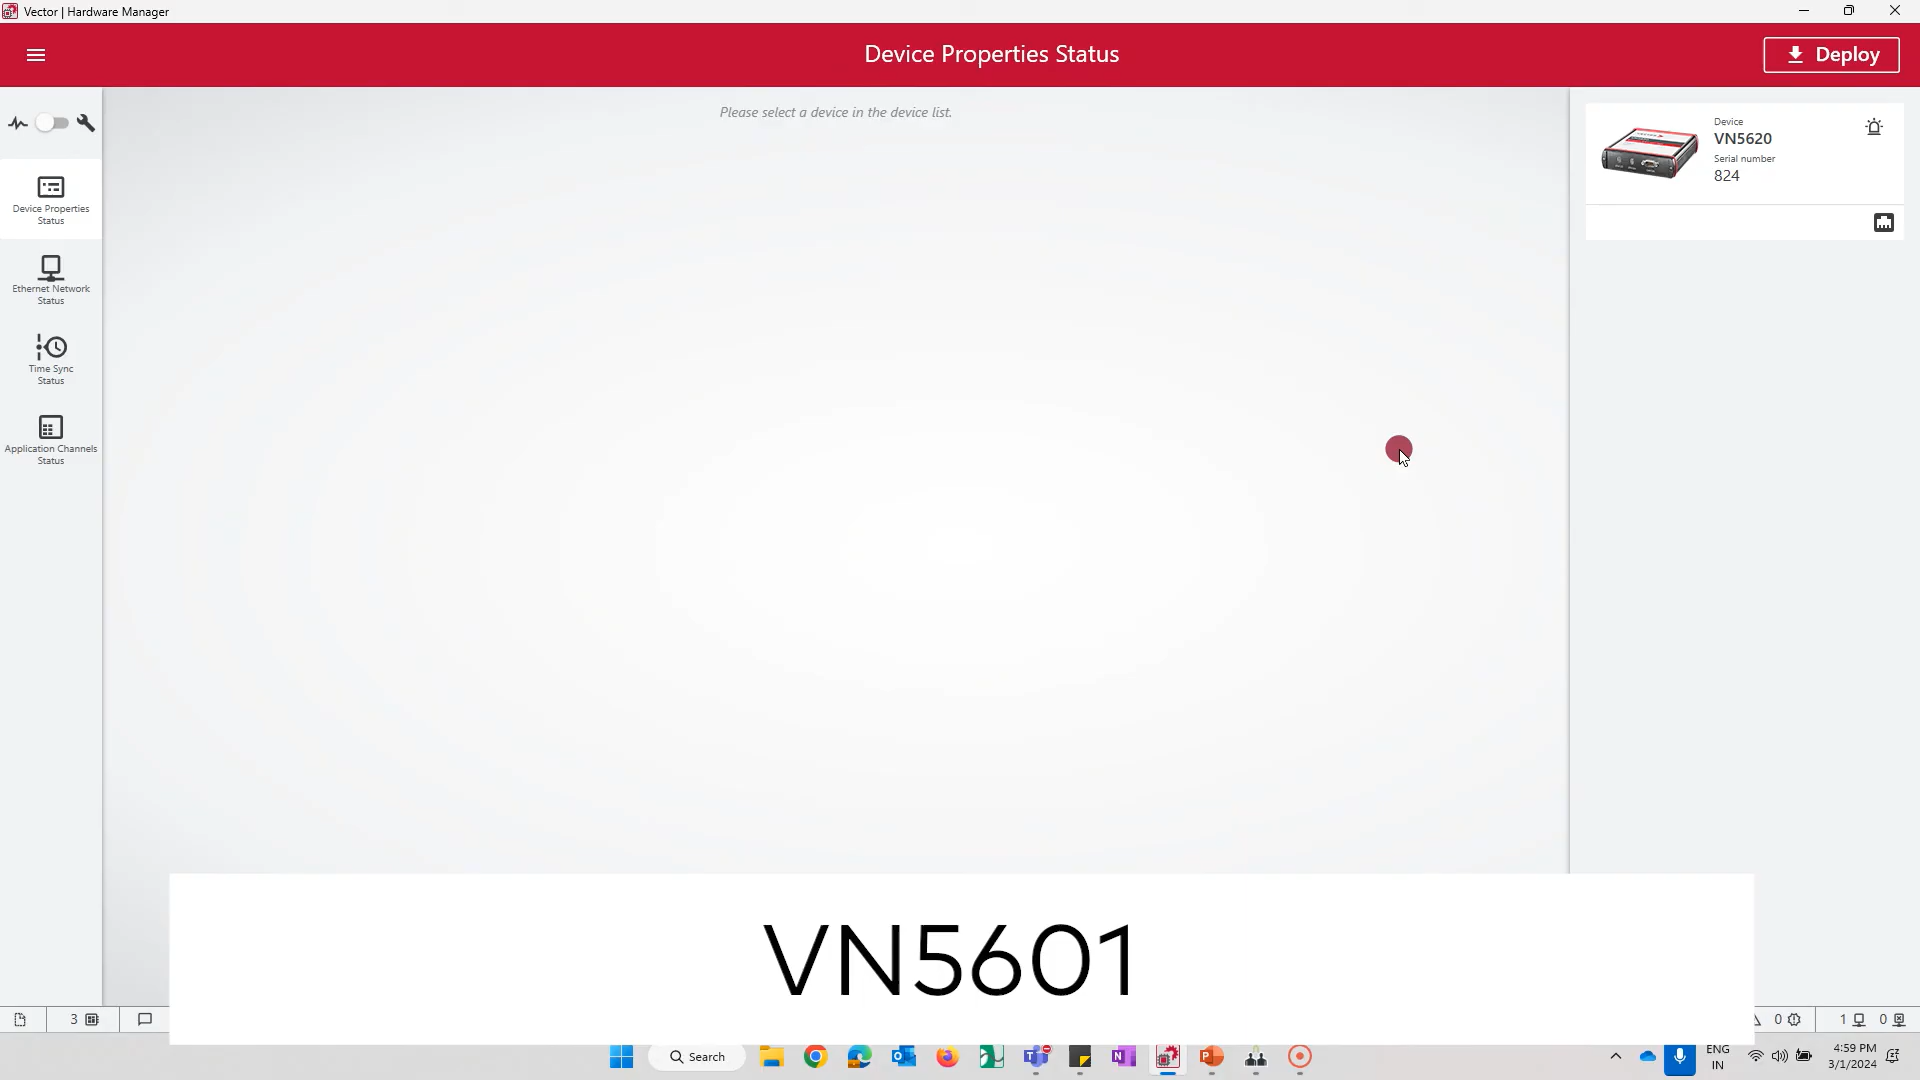 Vector | Hardware Manager
Device Properties Status
Deploy
Please select a device in the device list.
Device
VN5620
Serial number
824
Device Properties
Status
Ethernet Network
Status
Time Sync
Status
Application Channels
Status
VN5601
3
0
1
0
Search
ENG
IN
4:59 PM
3/1/2024